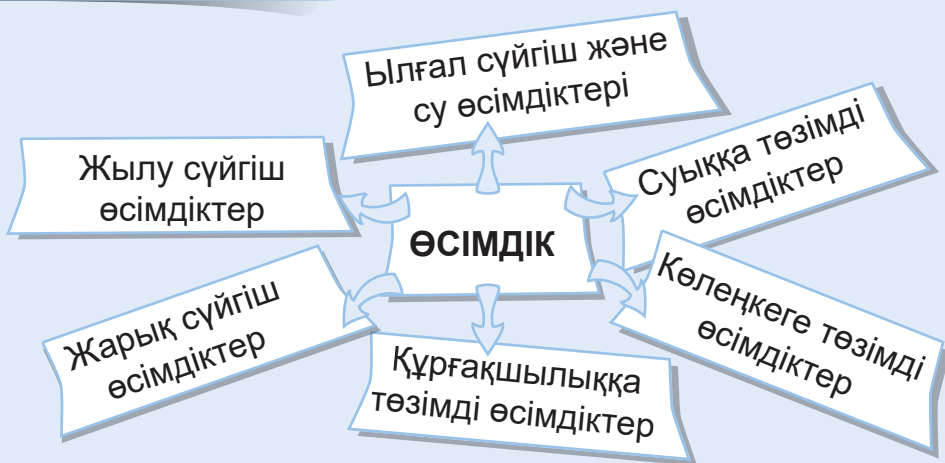 Ылғал сүйгіш және
су өсімдіктері
Жылу сүйгіш
өсімдіктер
Суыққа төзімді
өсімдіктер
ӨСІМДІК
Жарық сүйгіш
өсімдіктер
Көлеңкеге төзімді
өсімдіктер
Құрғақшылыққа
төзімді өсімдіктер